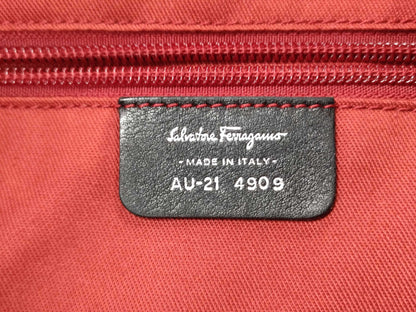 Salvatore Ferragamo
- MADE IN ITALY -
AU-21 4909